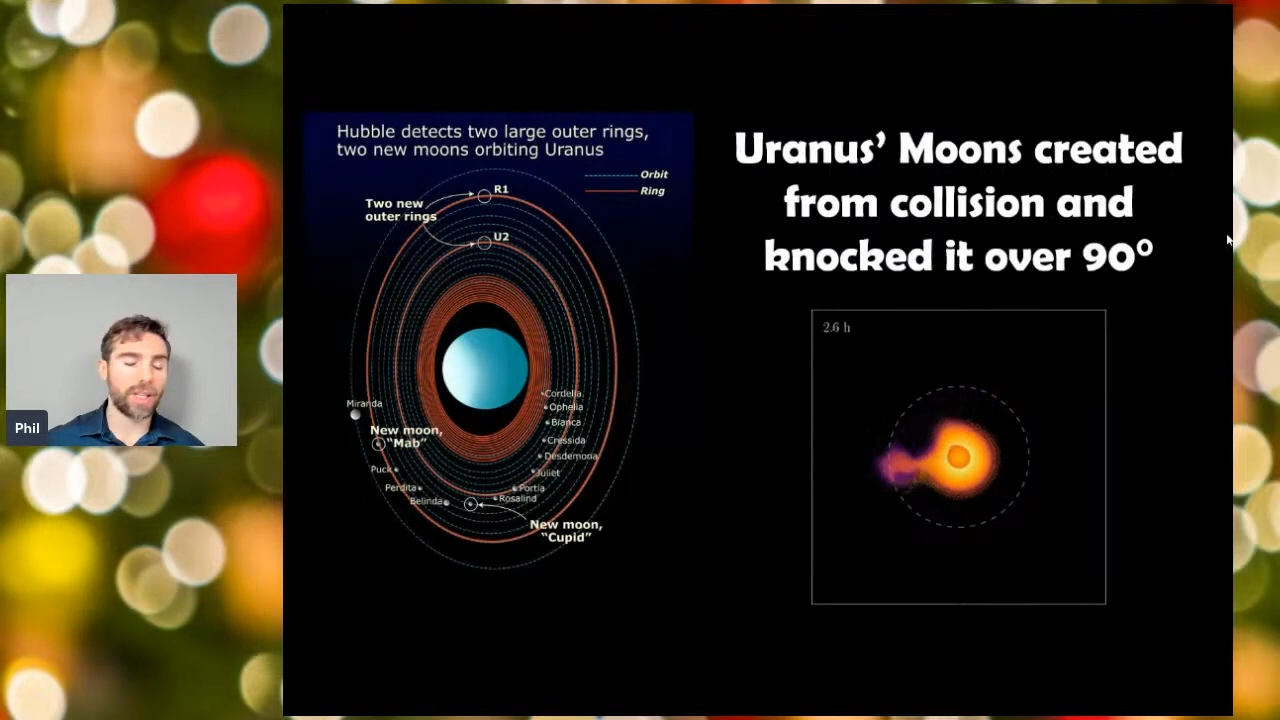 Hubble detects two large outer rings,
two new moons orbiting Uranus
Orbit
Ring
R1
Two new
outer rings
U2
Miranda
New moon,
"Mab"
Puck
Perdita
Belinda
Cordelia
Ophelia
Bianca
Cressida
Desdemona
Juliet
Portia
Rosalind
New moon,
"Cupid"
Uranus’ Moons created
from collision and
knocked it over 90°
2.6 h
Phil